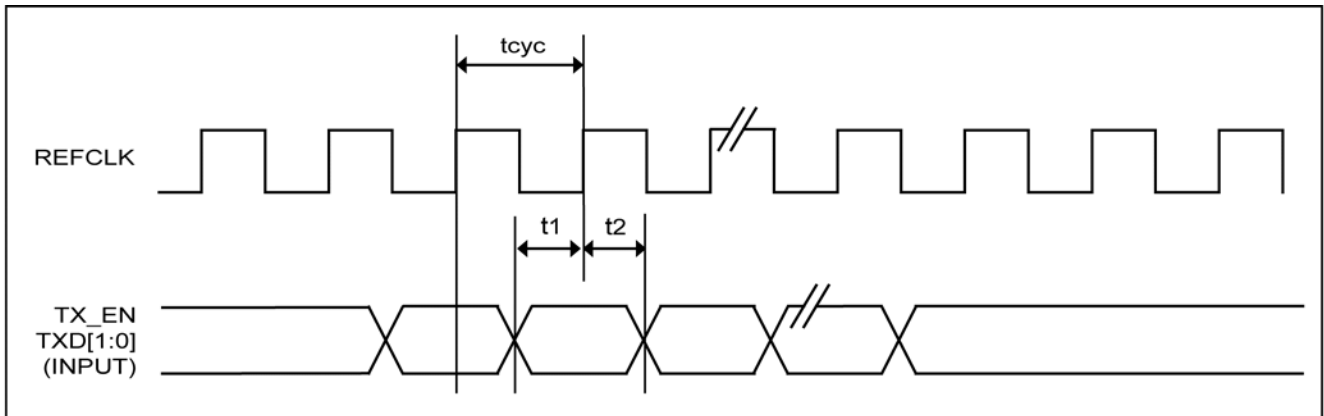 tcyc
REFCLK
t1
t2
TX_EN
TXD[1:0]
(INPUT)